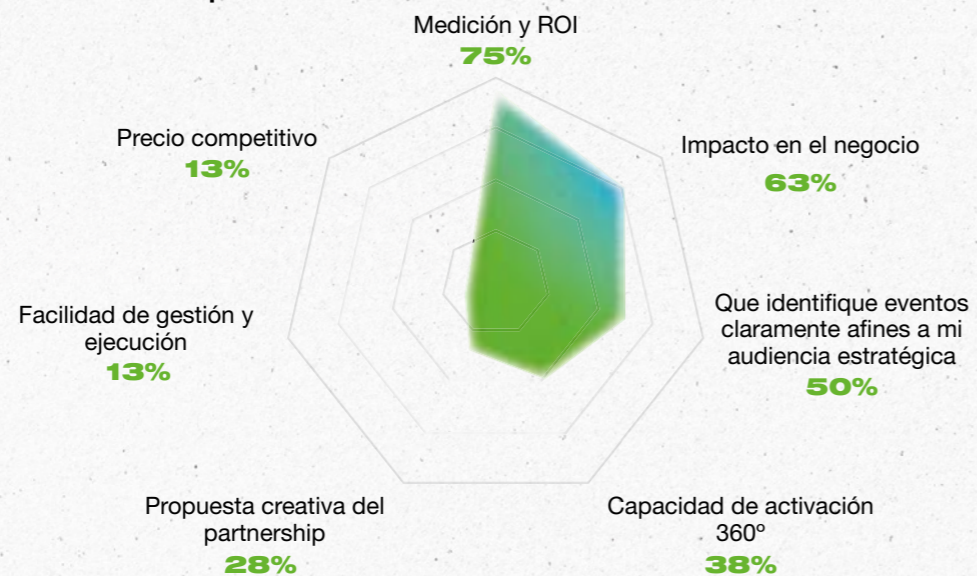 Medición y ROI
75%
Impacto en el negocio
63%
Que identifique eventos
claramente afines a mi
audiencia estratégica
50%
Capacidad de activación
360º
38%
Propuesta creativa del
partnership
28%
Facilidad de gestión y
ejecución
13%
Precio competitivo
13%